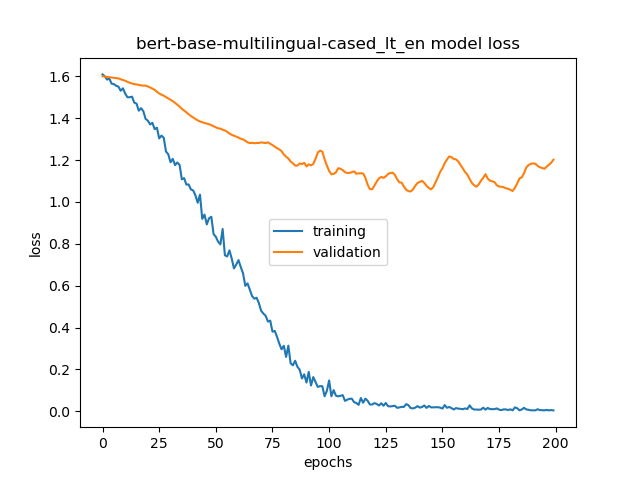 bert-base-multilingual-cased_lt_en model loss
1.6
1.4
1.2
1.0
0.8
0.6
0.4
0.2
0.0
loss
training
validation
0 25 50 75 100 125 150 175 200
epochs